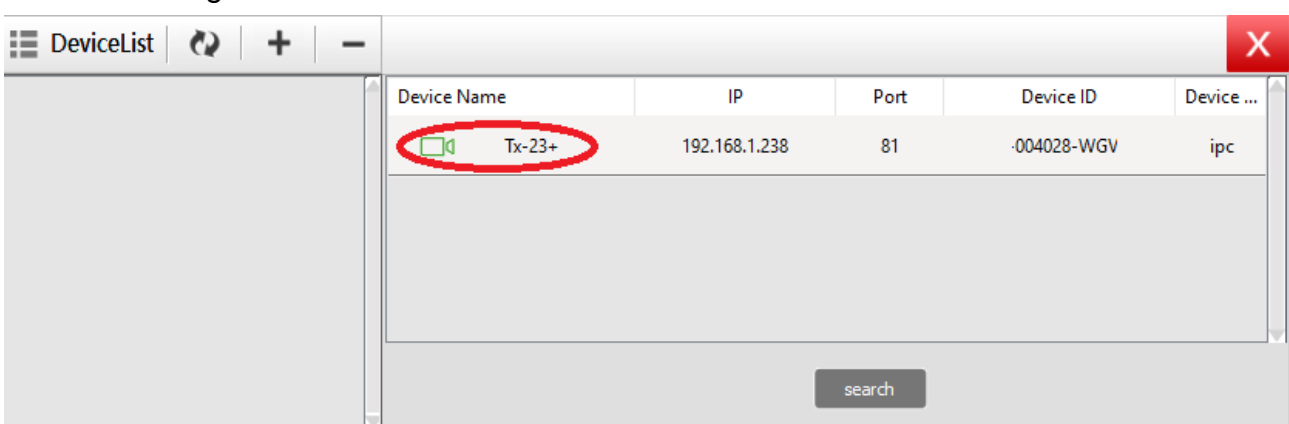 DeviceList
Device Name IP Port Device ID Device ...
Tx-23+ 192.168.1.238 81 -004028-WGV ipc
search